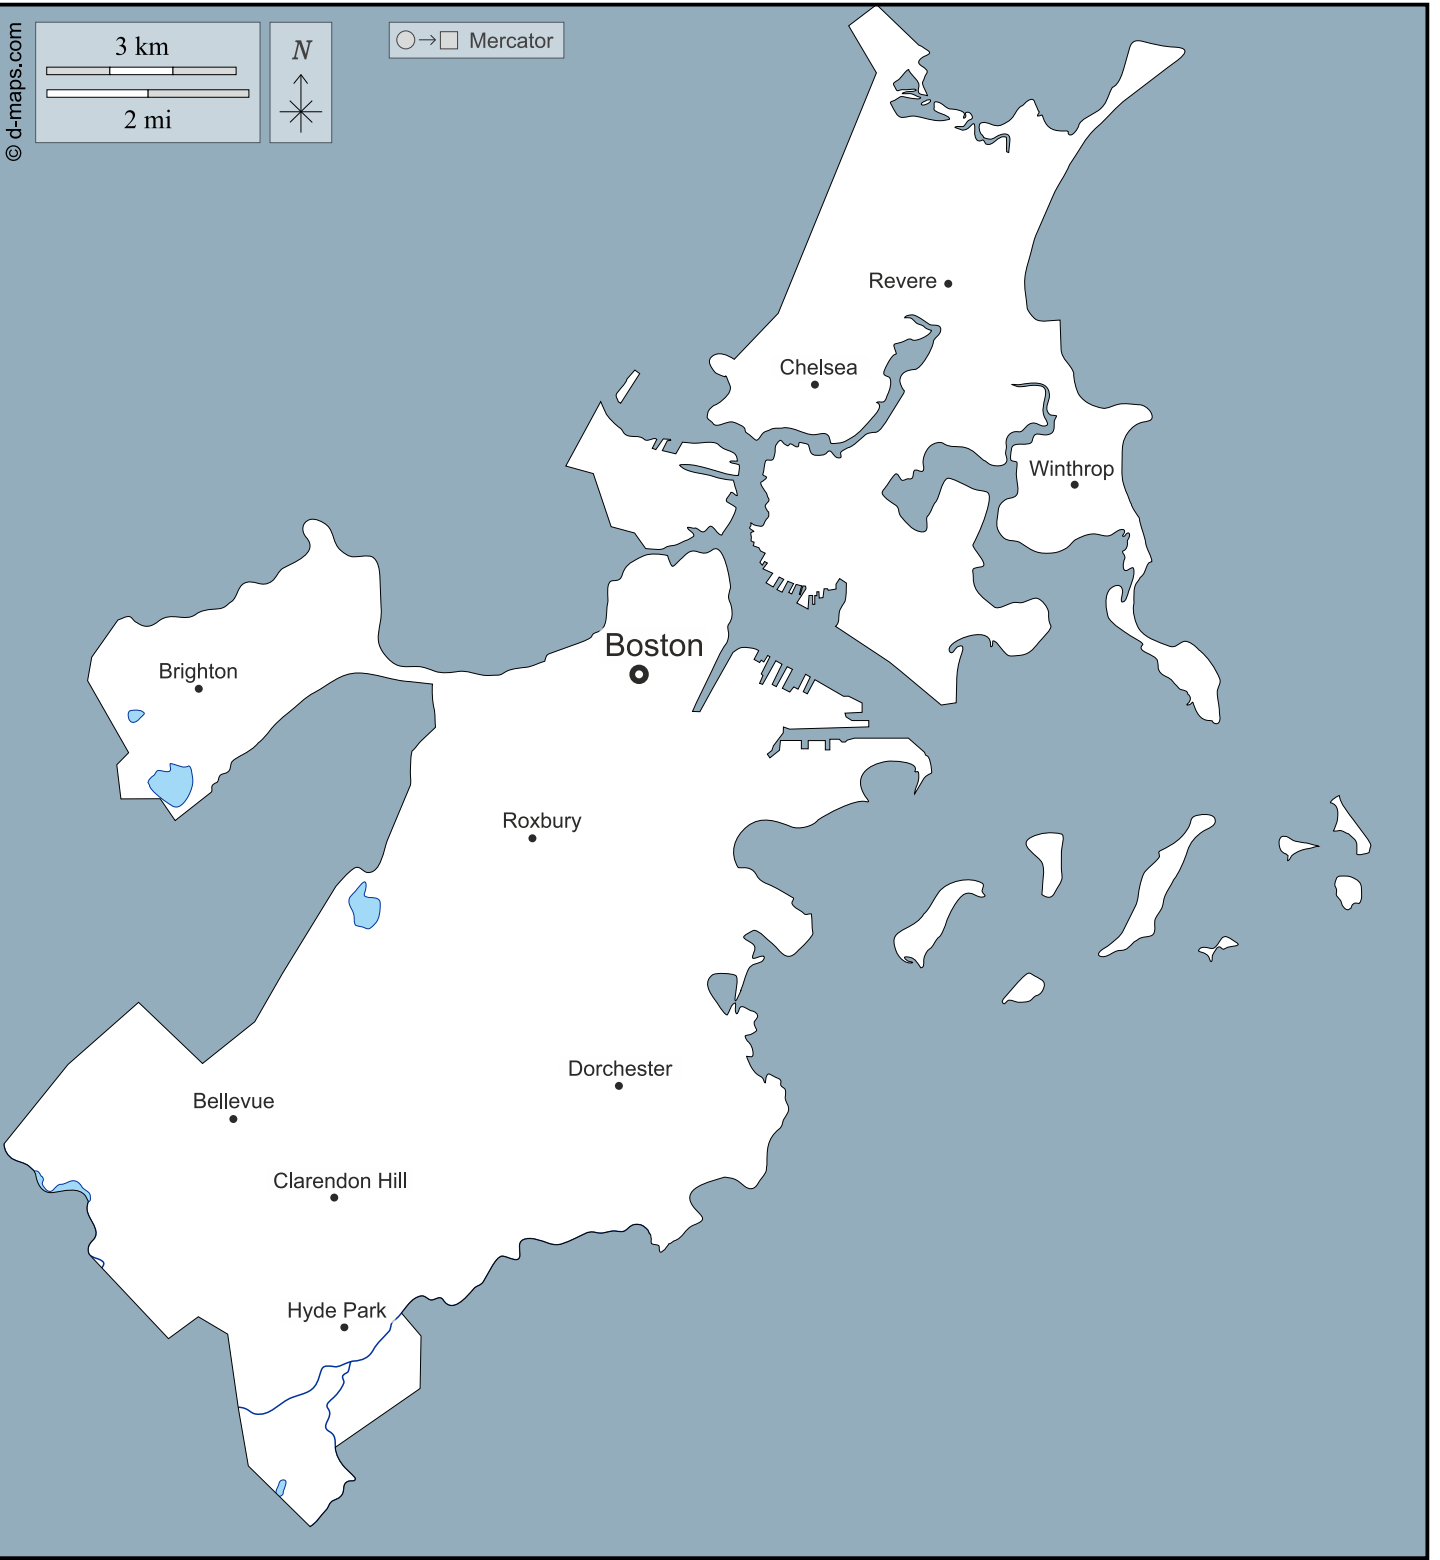 © d-maps.com
3 km
2 mi
N
Mercator
Revere
Chelsea
Winthrop
Boston
Brighton
Roxbury
Dorchester
Bellevue
Clarendon Hill
Hyde Park